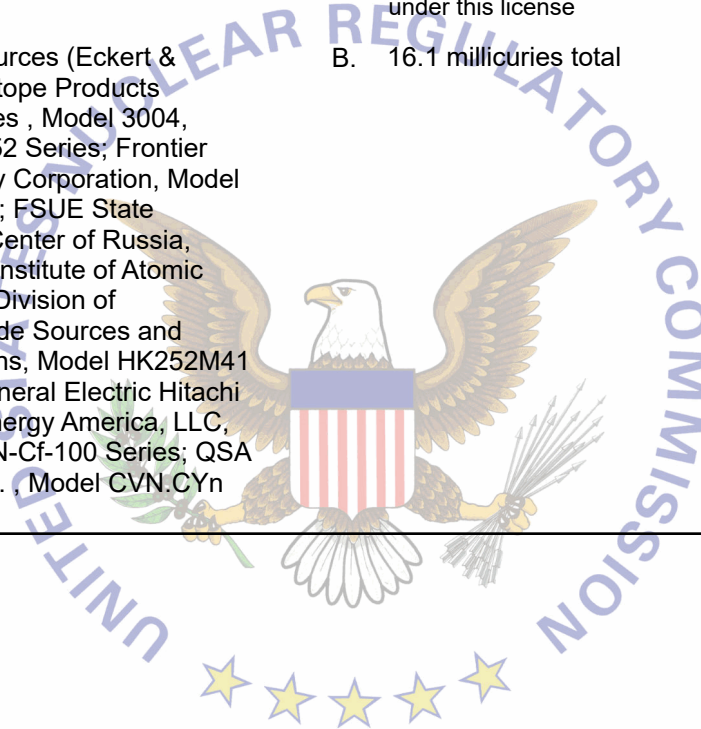 under this license
urces (Eckert &
B. 16.1 millicuries total
tope Products
es , Model 3004,
52 Series; Frontier
y Corporation, Model
; FSUE State
Center of Russia,
nstitute of Atomic
Division of
de Sources and
ns, Model HK252M41
neral Electric Hitachi
nergy America, LLC,
N-Cf-100 Series; QSA
. , Model CVN.CYn
UNITED STATES NUCLEAR REGULATORY COMMISSION